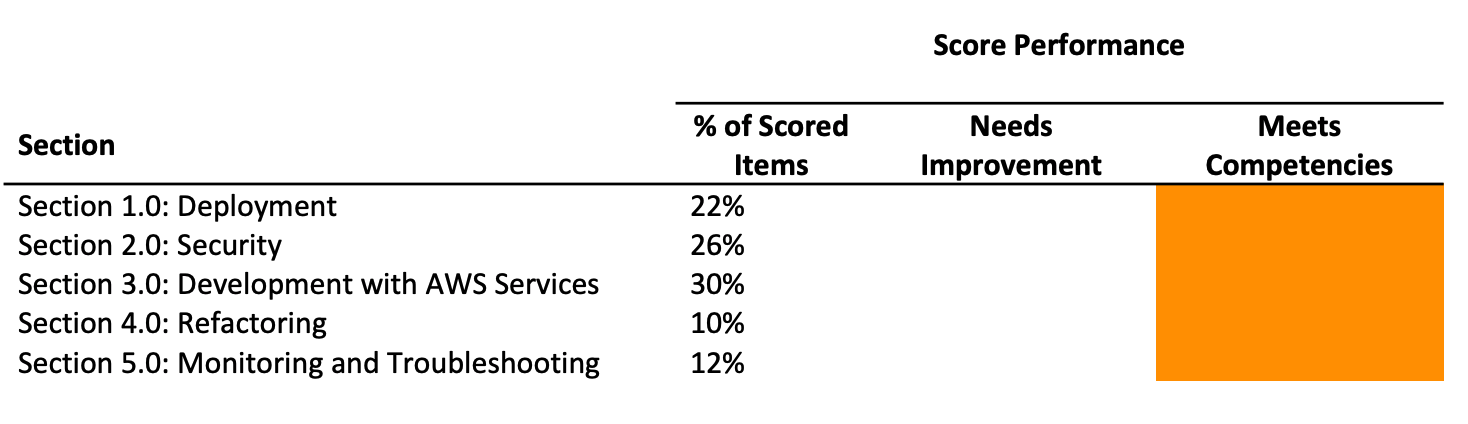 Score Performance
Section
% of Scored Items
Needs Improvement
Meets Competencies
Section 1.0: Deployment 22%
Section 2.0: Security 26%
Section 3.0: Development with AWS Services 30%
Section 4.0: Refactoring 10%
Section 5.0: Monitoring and Troubleshooting 12%